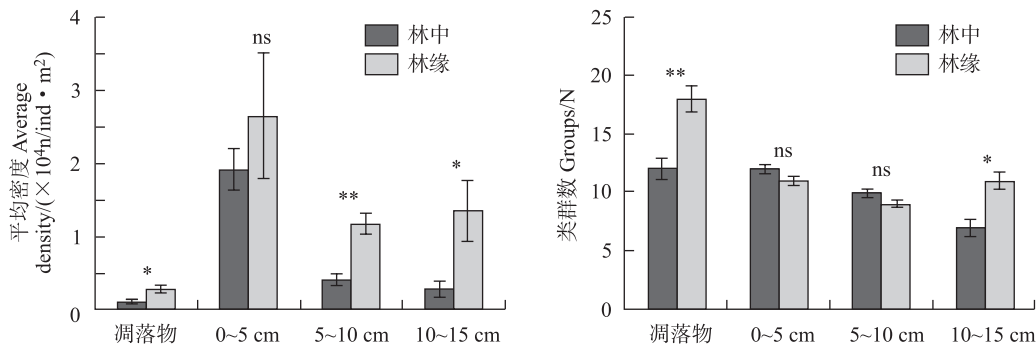 平均密度 Average
density/(×10⁴n/ind·m²)
4
3
2
1
0
林中
林缘
*
ns
**
*
凋落物
0~5 cm
5~10 cm
10~15 cm
类群数 Groups/N
25
20
15
10
5
0
林中
林缘
**
ns
ns
*
凋落物
0~5 cm
5~10 cm
10~15 cm